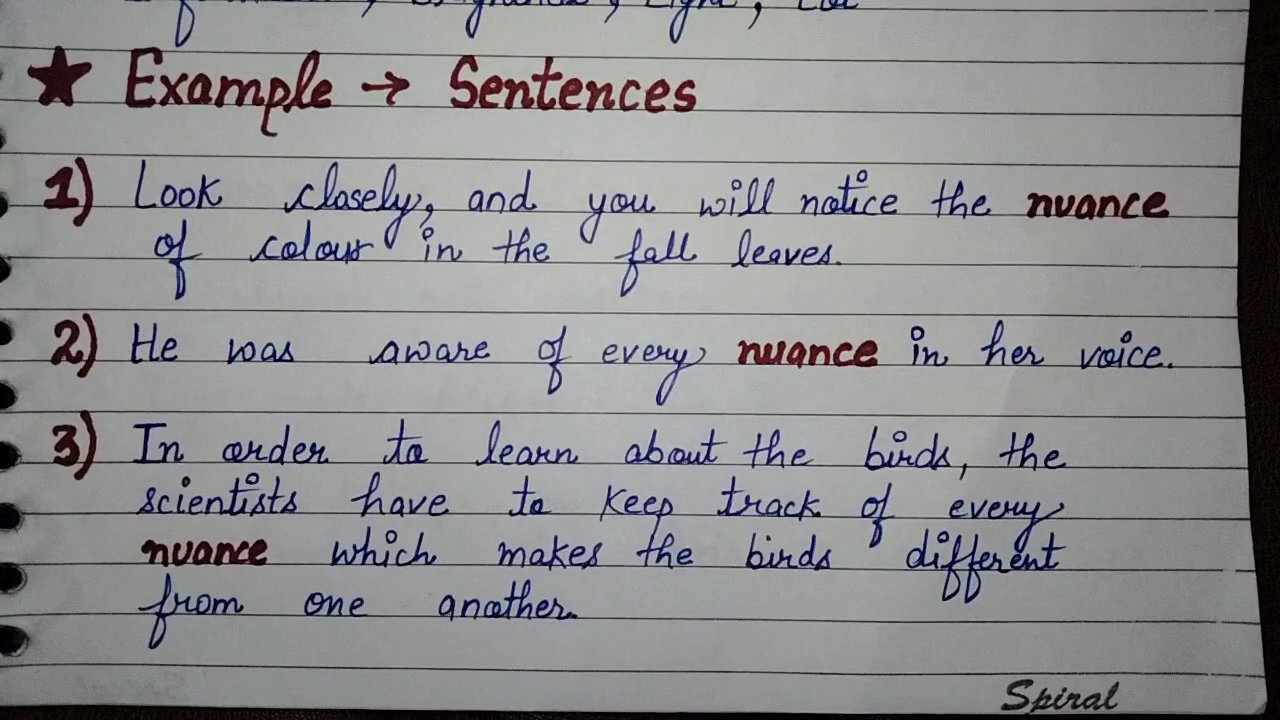 ★ Example → Sentences
1) Look closely, and you will notice the nuance
of colour in the fall leaves.
2) He was aware of every nuance in her voice.
3) In order to learn about the birds, the
scientists have to keep track of every
nuance which makes the birds different
from one another.
Spiral